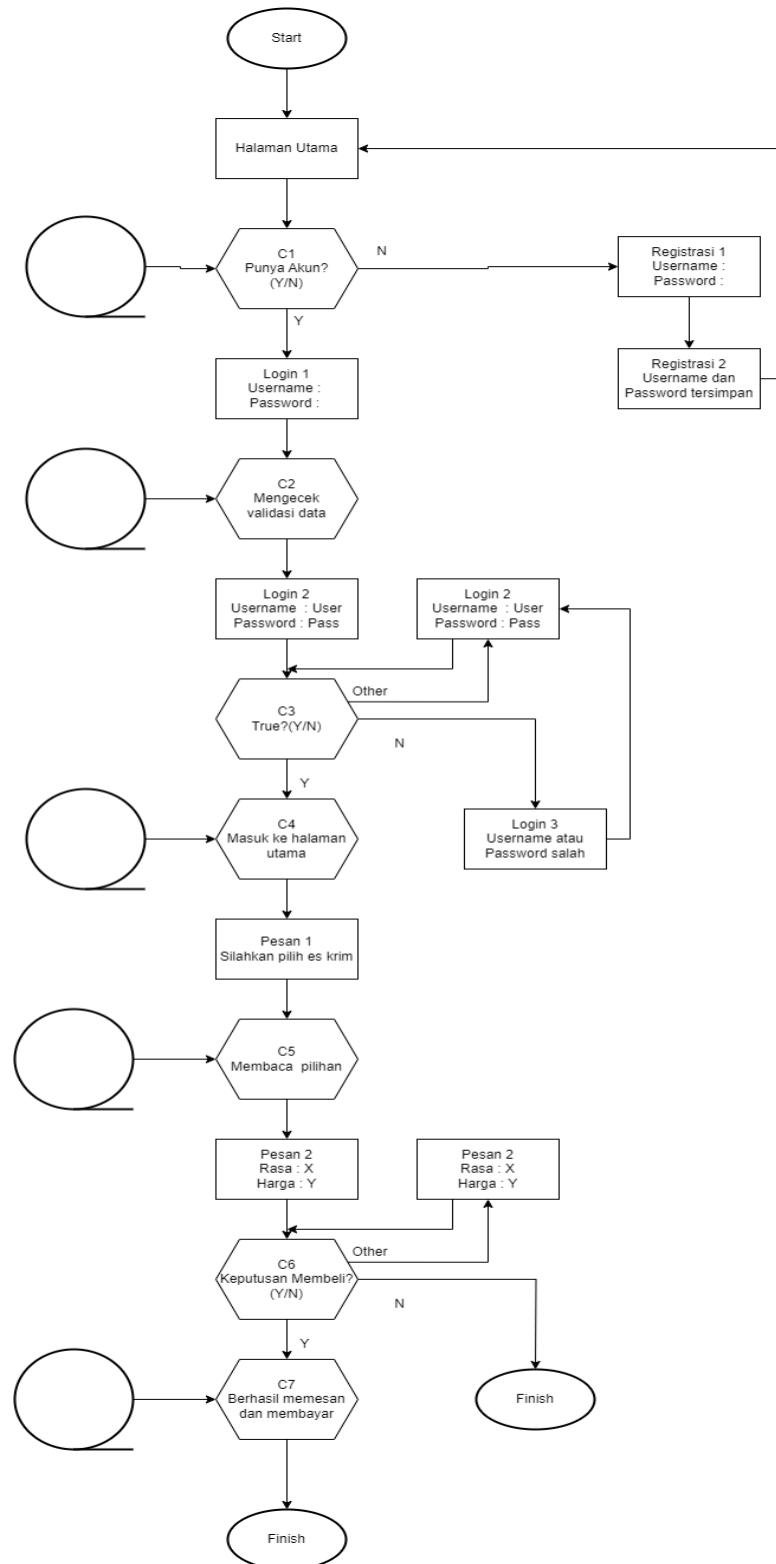 Start
Halaman Utama
C1
Punya Akun?
(Y/N)
N
Registrasi 1
Username :
Password :
Y
Registrasi 2
Username dan
Password tersimpan
Login 1
Username :
Password :
C2
Mengecek
validasi data
Login 2
Username : User
Password : Pass
Login 2
Username : User
Password : Pass
Other
C3
True?(Y/N)
N
Y
C4
Masuk ke halaman
utama
Login 3
Username atau
Password salah
Pesan 1
Silahkan pilih es krim
C5
Membaca pilihan
Pesan 2
Rasa : X
Harga : Y
Pesan 2
Rasa : X
Harga : Y
Other
C6
Keputusan Membeli?
(Y/N)
N
Y
C7
Berhasil memesan
dan membayar
Finish
Finish